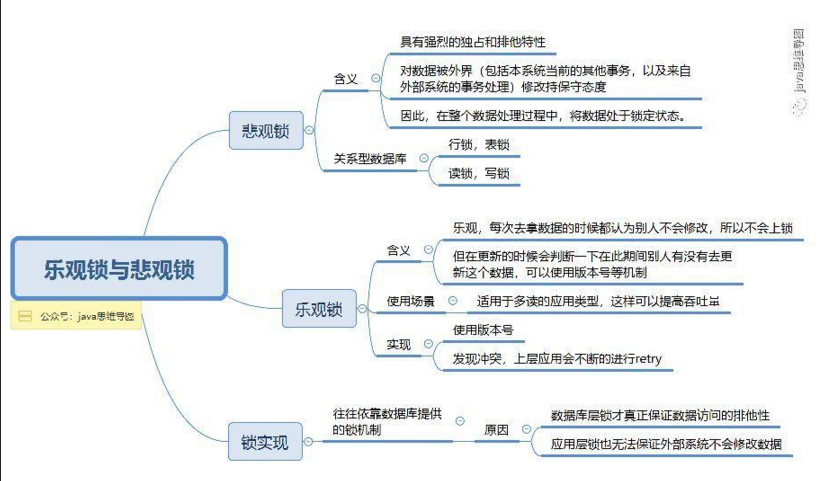 具有强烈的独占和排他特性
含义
对数据被外界（包括本系统当前的其他事务，以及来自
外部系统的事务处理）修改持保守态度
因此，在整个数据处理过程中，将数据处于锁定状态。
悲观锁
关系型数据库
行锁，表锁
读锁，写锁
乐观锁与悲观锁
公众号：java思维导图
乐观锁
含义
乐观，每次去拿数据的时候都认为别人不会修改，所以不会上锁
但在更新的时候会判断一下在此期间别人有没有去更
新这个数据，可以使用版本号等机制
使用场景
适用于多读的应用类型，这样可以提高吞吐量
实现
使用版本号
发现冲突，上层应用会不断的进行retry
锁实现
往往依靠数据库提供
的锁机制
原因
数据库层锁才真正保证数据访问的排他性
应用层锁也无法保证外部系统不会修改数据
java思维导图